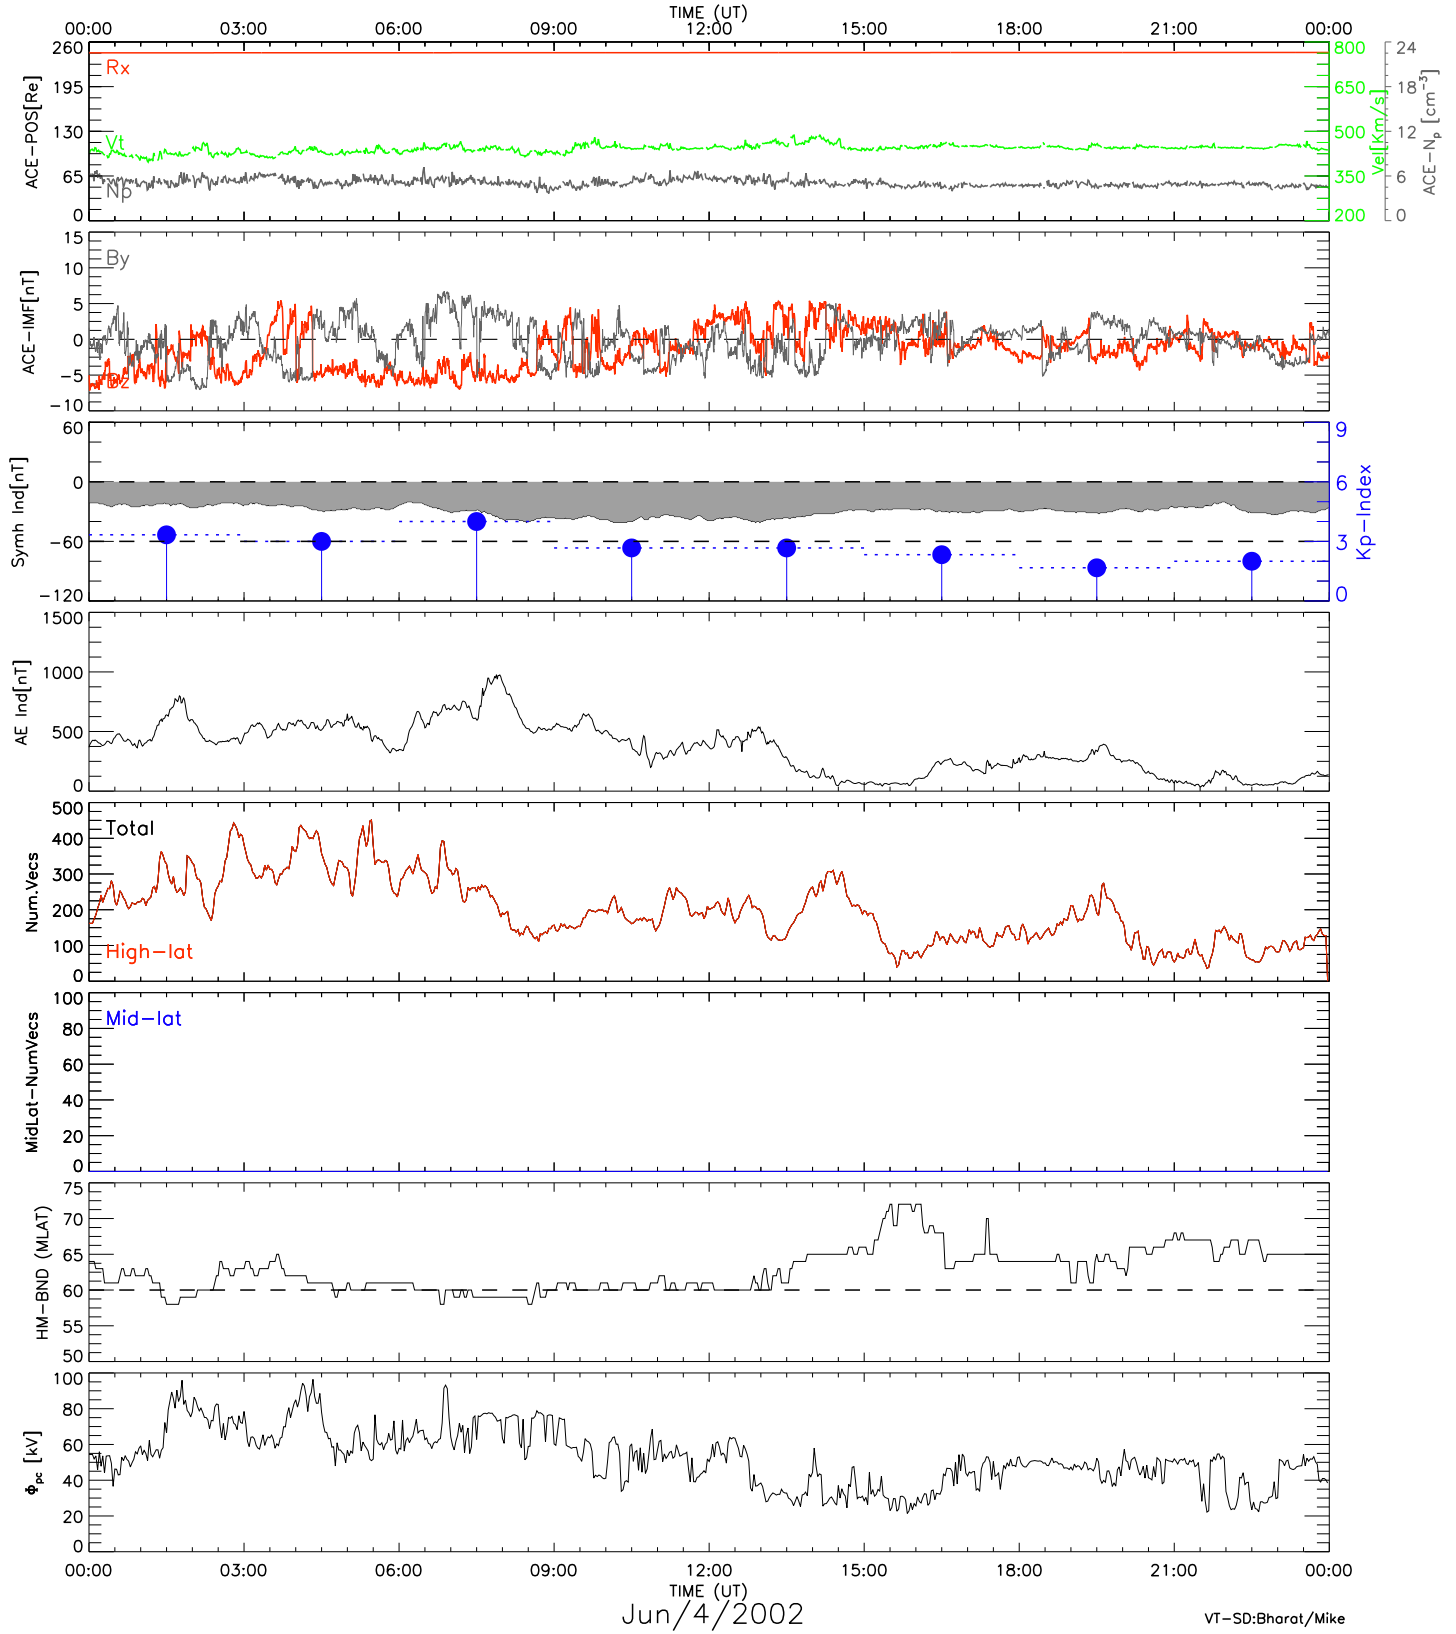 TIME (UT)
00:00 03:00 06:00 09:00 12:00 15:00 18:00 21:00 00:00
ACE-POS[Re]
260
195
130
65
0
Rx
Vt
Np
800
650
500
350
200
Vel[Km/s]
24
18
12
6
0
ACE-Np [cm-3]
ACE-IMF[nT]
15
10
5
0
-5
-10
By
Bz
Symh Ind[nT]
60
0
-60
-120
9
6
3
0
Kp-Index
AE Ind[nT]
1500
1000
500
0
Num.Vecs
500
400
300
200
100
0
Total
High-lat
MidLat-NumVecs
100
80
60
40
20
0
Mid-lat
HM-BND (MLAT)
75
70
65
60
55
50
Φpc [kV]
100
80
60
40
20
0
00:00 03:00 06:00 09:00 12:00 15:00 18:00 21:00 00:00
TIME (UT)
Jun/4/2002
VT-SD:Bharat/Mike